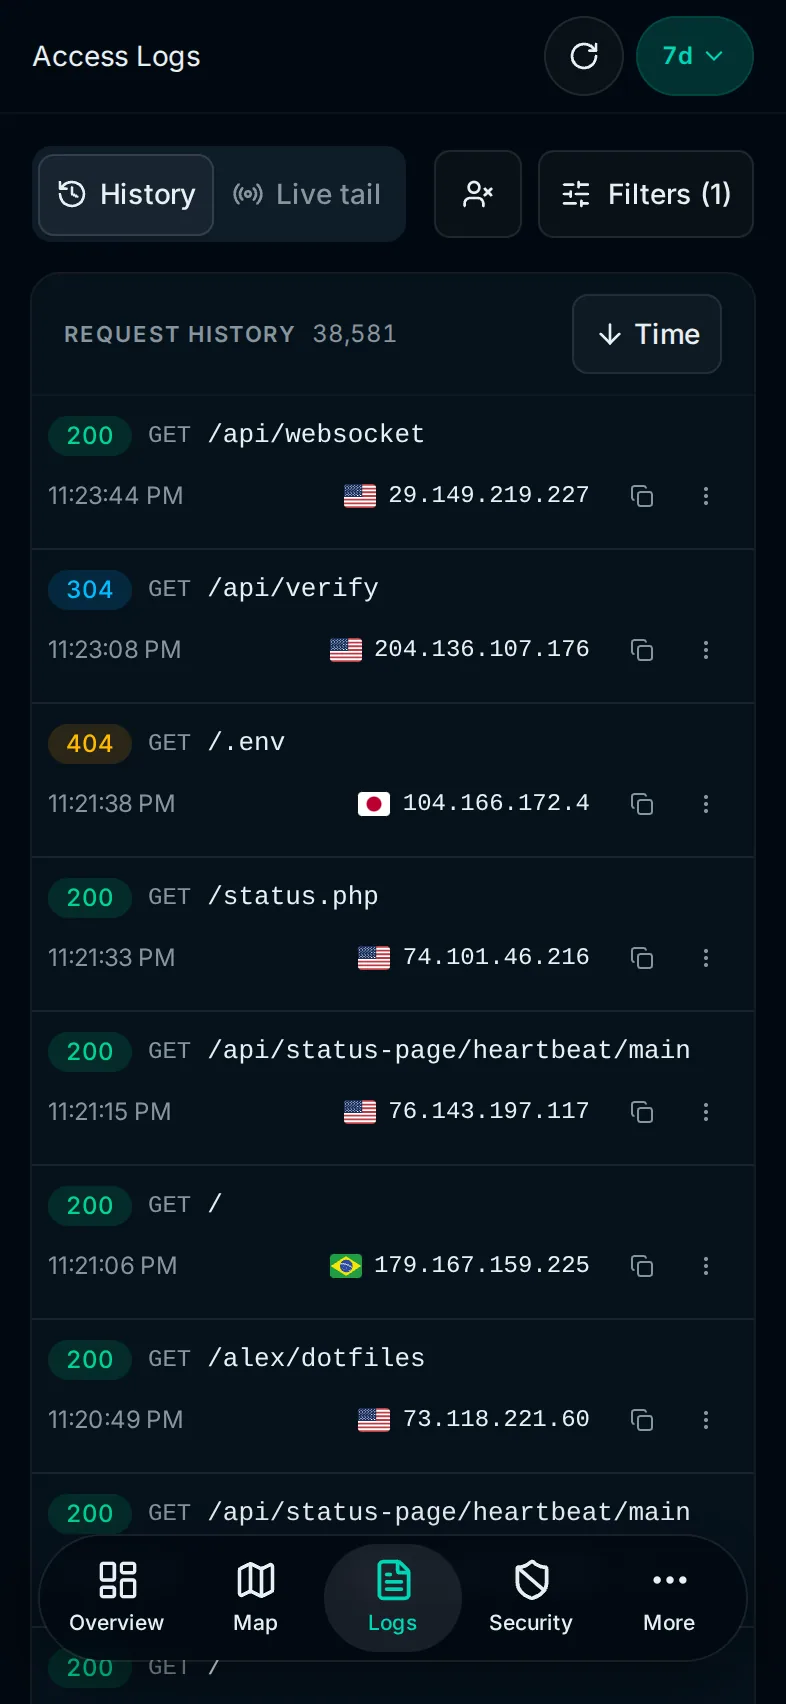 Access Logs
7d
History
Live tail
Filters (1)
REQUEST HISTORY 38,581
Time
200 GET /api/websocket
11:23:44 PM 29.149.219.227
304 GET /api/verify
11:23:08 PM 204.136.107.176
404 GET /.env
11:21:38 PM 104.166.172.4
200 GET /status.php
11:21:33 PM 74.101.46.216
200 GET /api/status-page/heartbeat/main
11:21:15 PM 76.143.197.117
200 GET /
11:21:06 PM 179.167.159.225
200 GET /alex/dotfiles
11:20:49 PM 73.118.221.60
200 GET /api/status-page/heartbeat/main
Overview
Map
Logs
Security
More
200 GET /